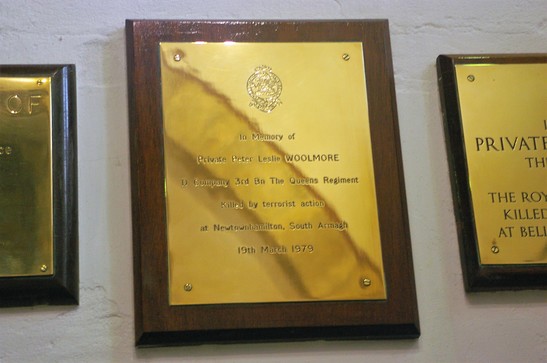 OF
In Memory of
Private Peter Leslie WOOLMORE
D Company 3rd Bn The Queens Regiment
Killed by terrorist action
at Newtownhamilton, South Armagh
19th March 1979
PRIVATE
TH
THE ROY
KILLED
AT BELL